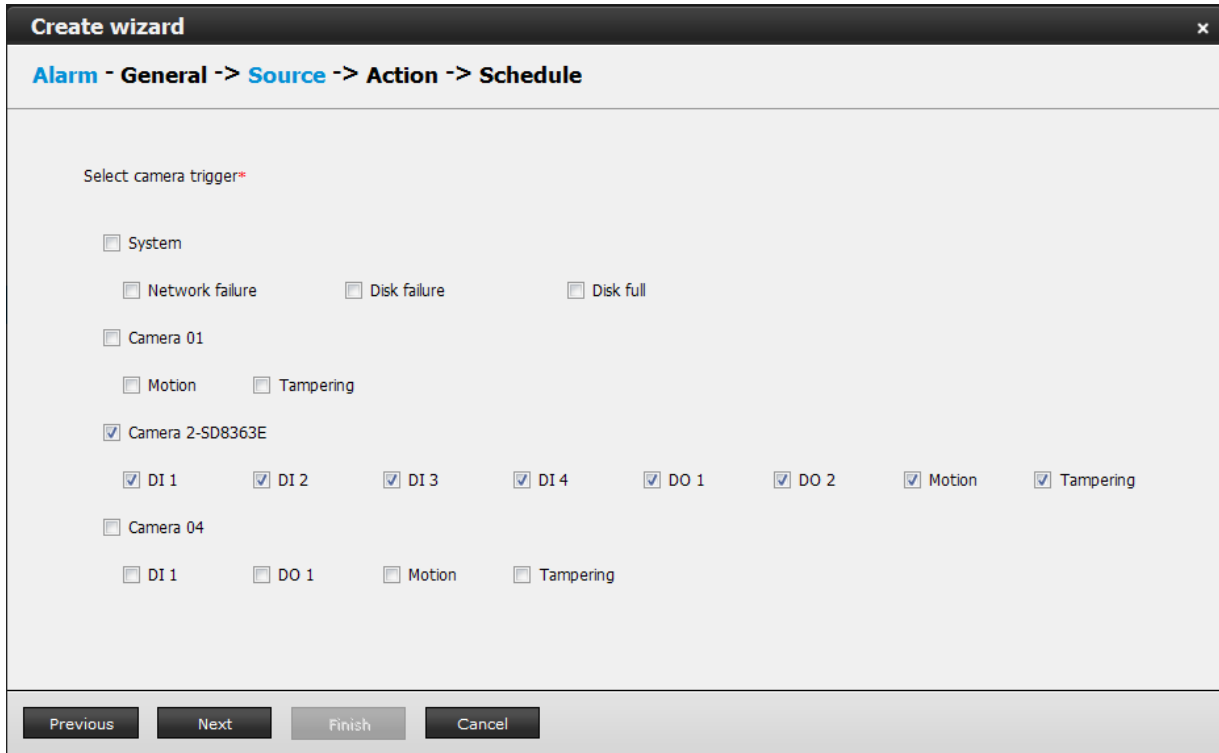 Create wizard x
Alarm - General -> Source -> Action -> Schedule
Select camera trigger*
System
Network failure Disk failure Disk full
Camera 01
Motion Tampering
Camera 2-SD8363E
DI 1 DI 2 DI 3 DI 4 DO 1 DO 2 Motion Tampering
Camera 04
DI 1 DO 1 Motion Tampering
Previous Next Finish Cancel